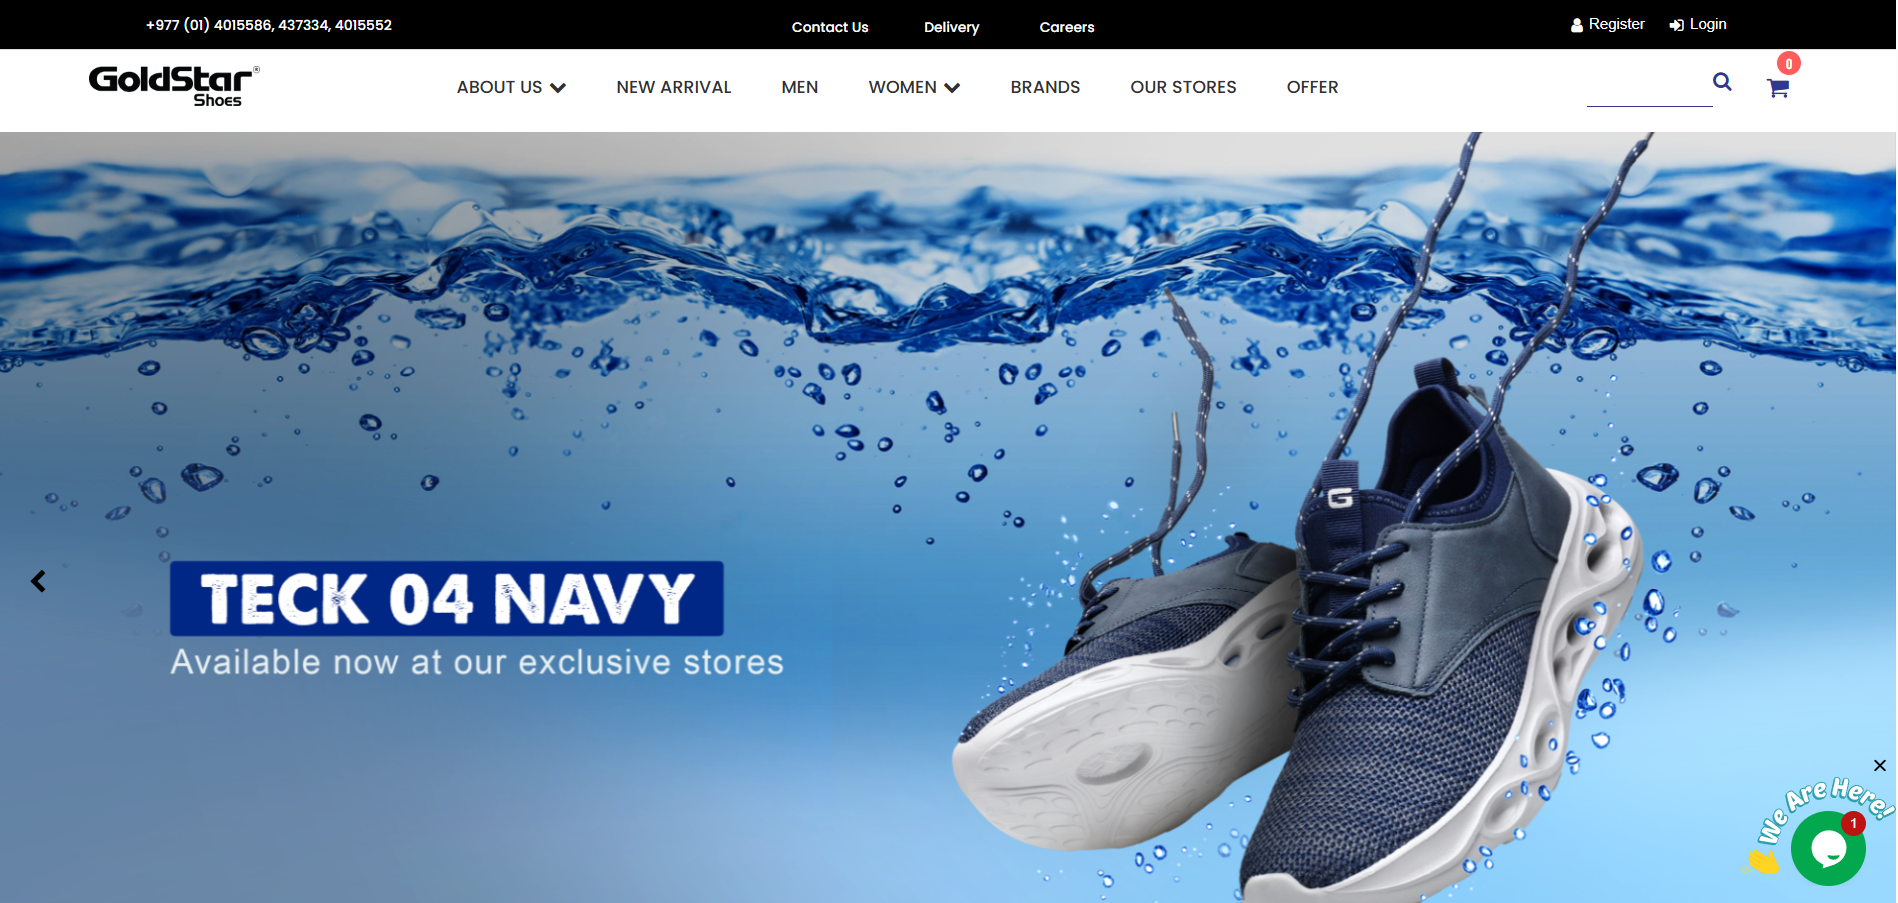 +977 (01) 4015586, 437334, 4015552
Contact Us
Delivery
Careers
Register
Login
GoldStar®
Shoes
ABOUT US
NEW ARRIVAL
MEN
WOMEN
BRANDS
OUR STORES
OFFER
0
G
TECK 04 NAVY
Available now at our exclusive stores
We Are Here!
1